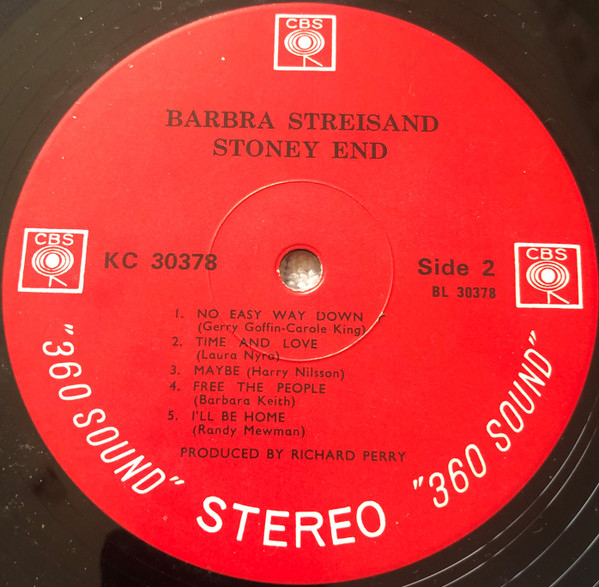 CBS
BARBRA STREISAND
STONEY END
CBS
CBS
KC 30378
Side 2
BL 30378
1. NO EASY WAY DOWN
(Gerry Goffin-Carole King)
2. TIME AND LOVE
(Laura Nyro)
3. MAYBE (Harry Nilsson)
4. FREE THE PEOPLE
(Barbara Keith)
5. I'LL BE HOME
(Randy Mewman)
PRODUCED BY RICHARD PERRY
"360 SOUND" STEREO "360 SOUND"